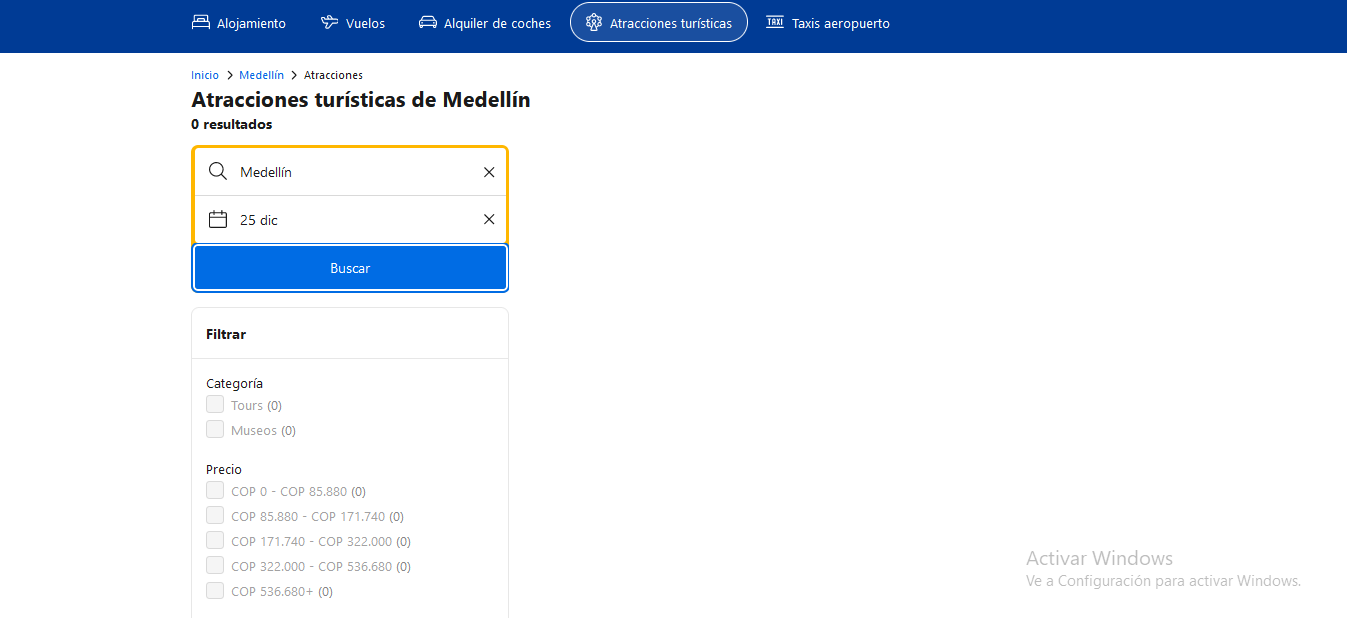 Alojamiento Vuelos Alquiler de coches Atracciones turísticas TAXI Taxis aeropuerto
Inicio > Medellín > Atracciones
Atracciones turísticas de Medellín
0 resultados
Medellín
25 dic
Buscar
Filtrar
Categoría
Tours (0)
Museos (0)
Precio
COP 0 - COP 85.880 (0)
COP 85.880 - COP 171.740 (0)
COP 171.740 - COP 322.000 (0)
COP 322.000 - COP 536.680 (0)
COP 536.680+ (0)
Activar Windows
Ve a Configuración para activar Windows.